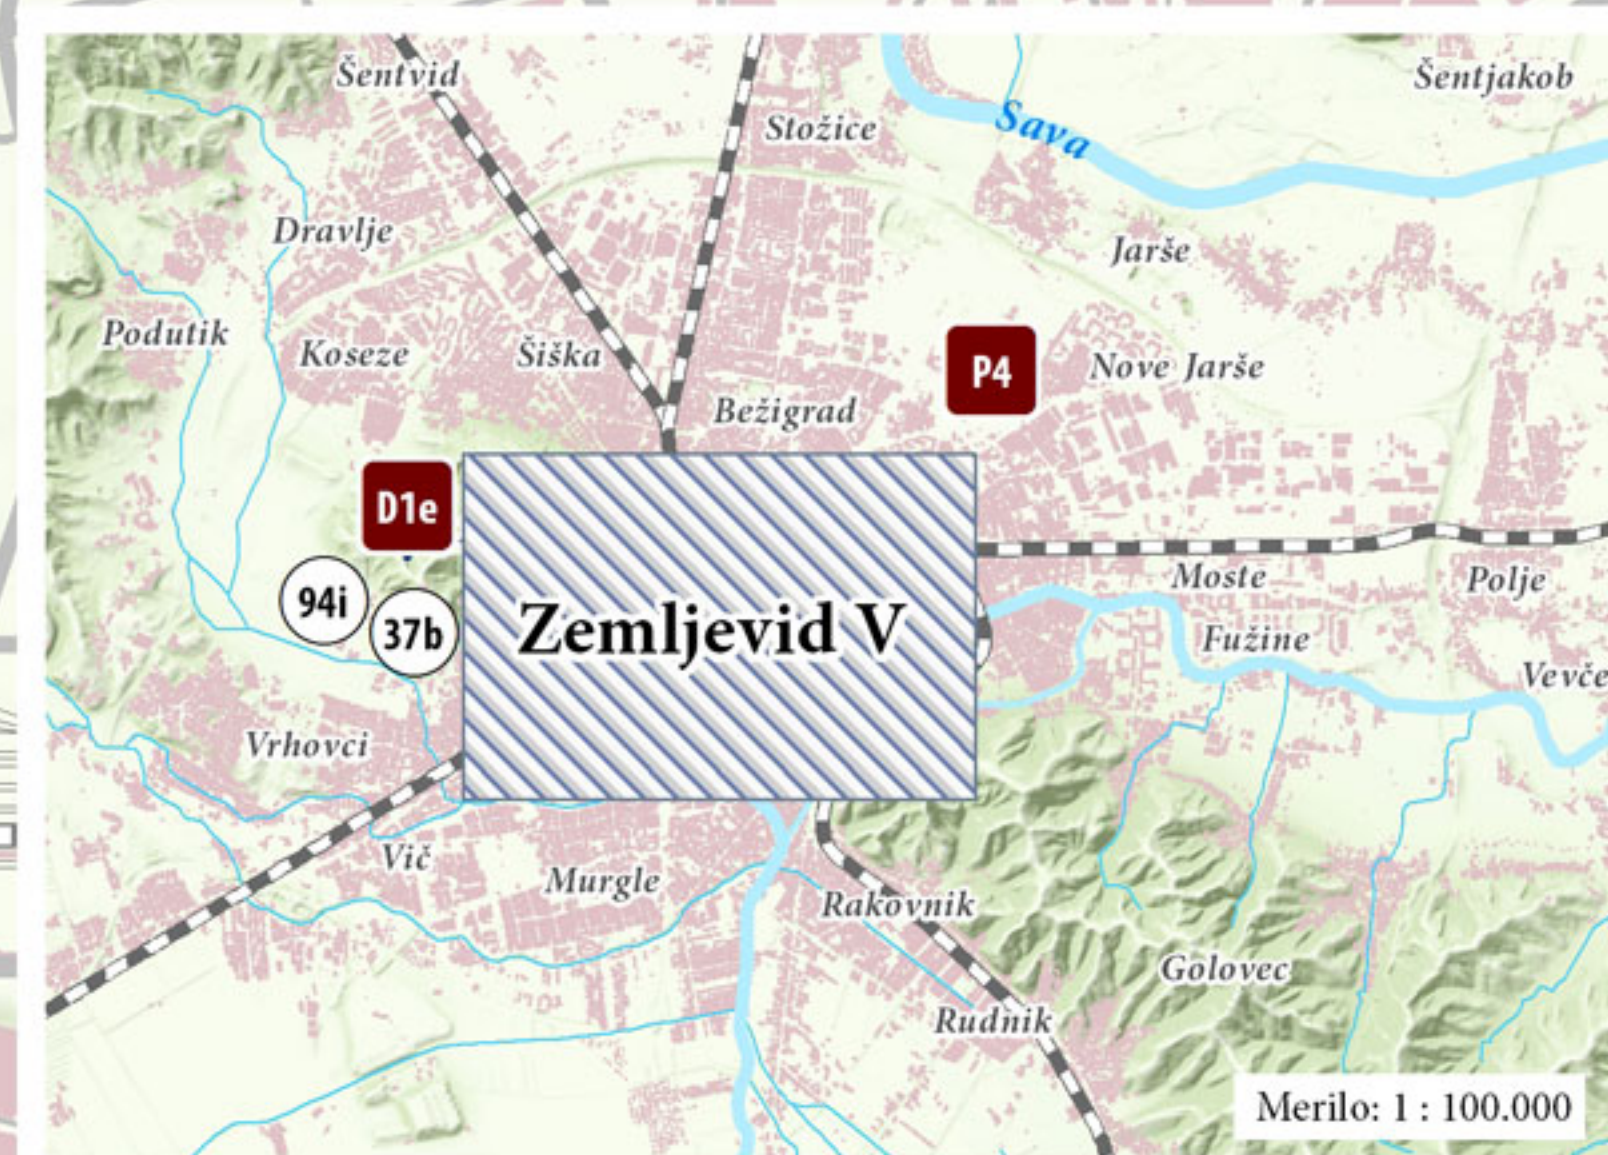 Šentvid
Šentjakob
Stožice
Sava
Dravlje
Jarše
Podutik
Koseze
Šiška
P4
Nove Jarše
Bežigrad
D1e
Moste
Polje
94i
37b
Zemljevid V
Fužine
Vevče
Vrhovci
Vič
Murgle
Rakovnik
Golovec
Rudnik
Merilo: 1 : 100.000